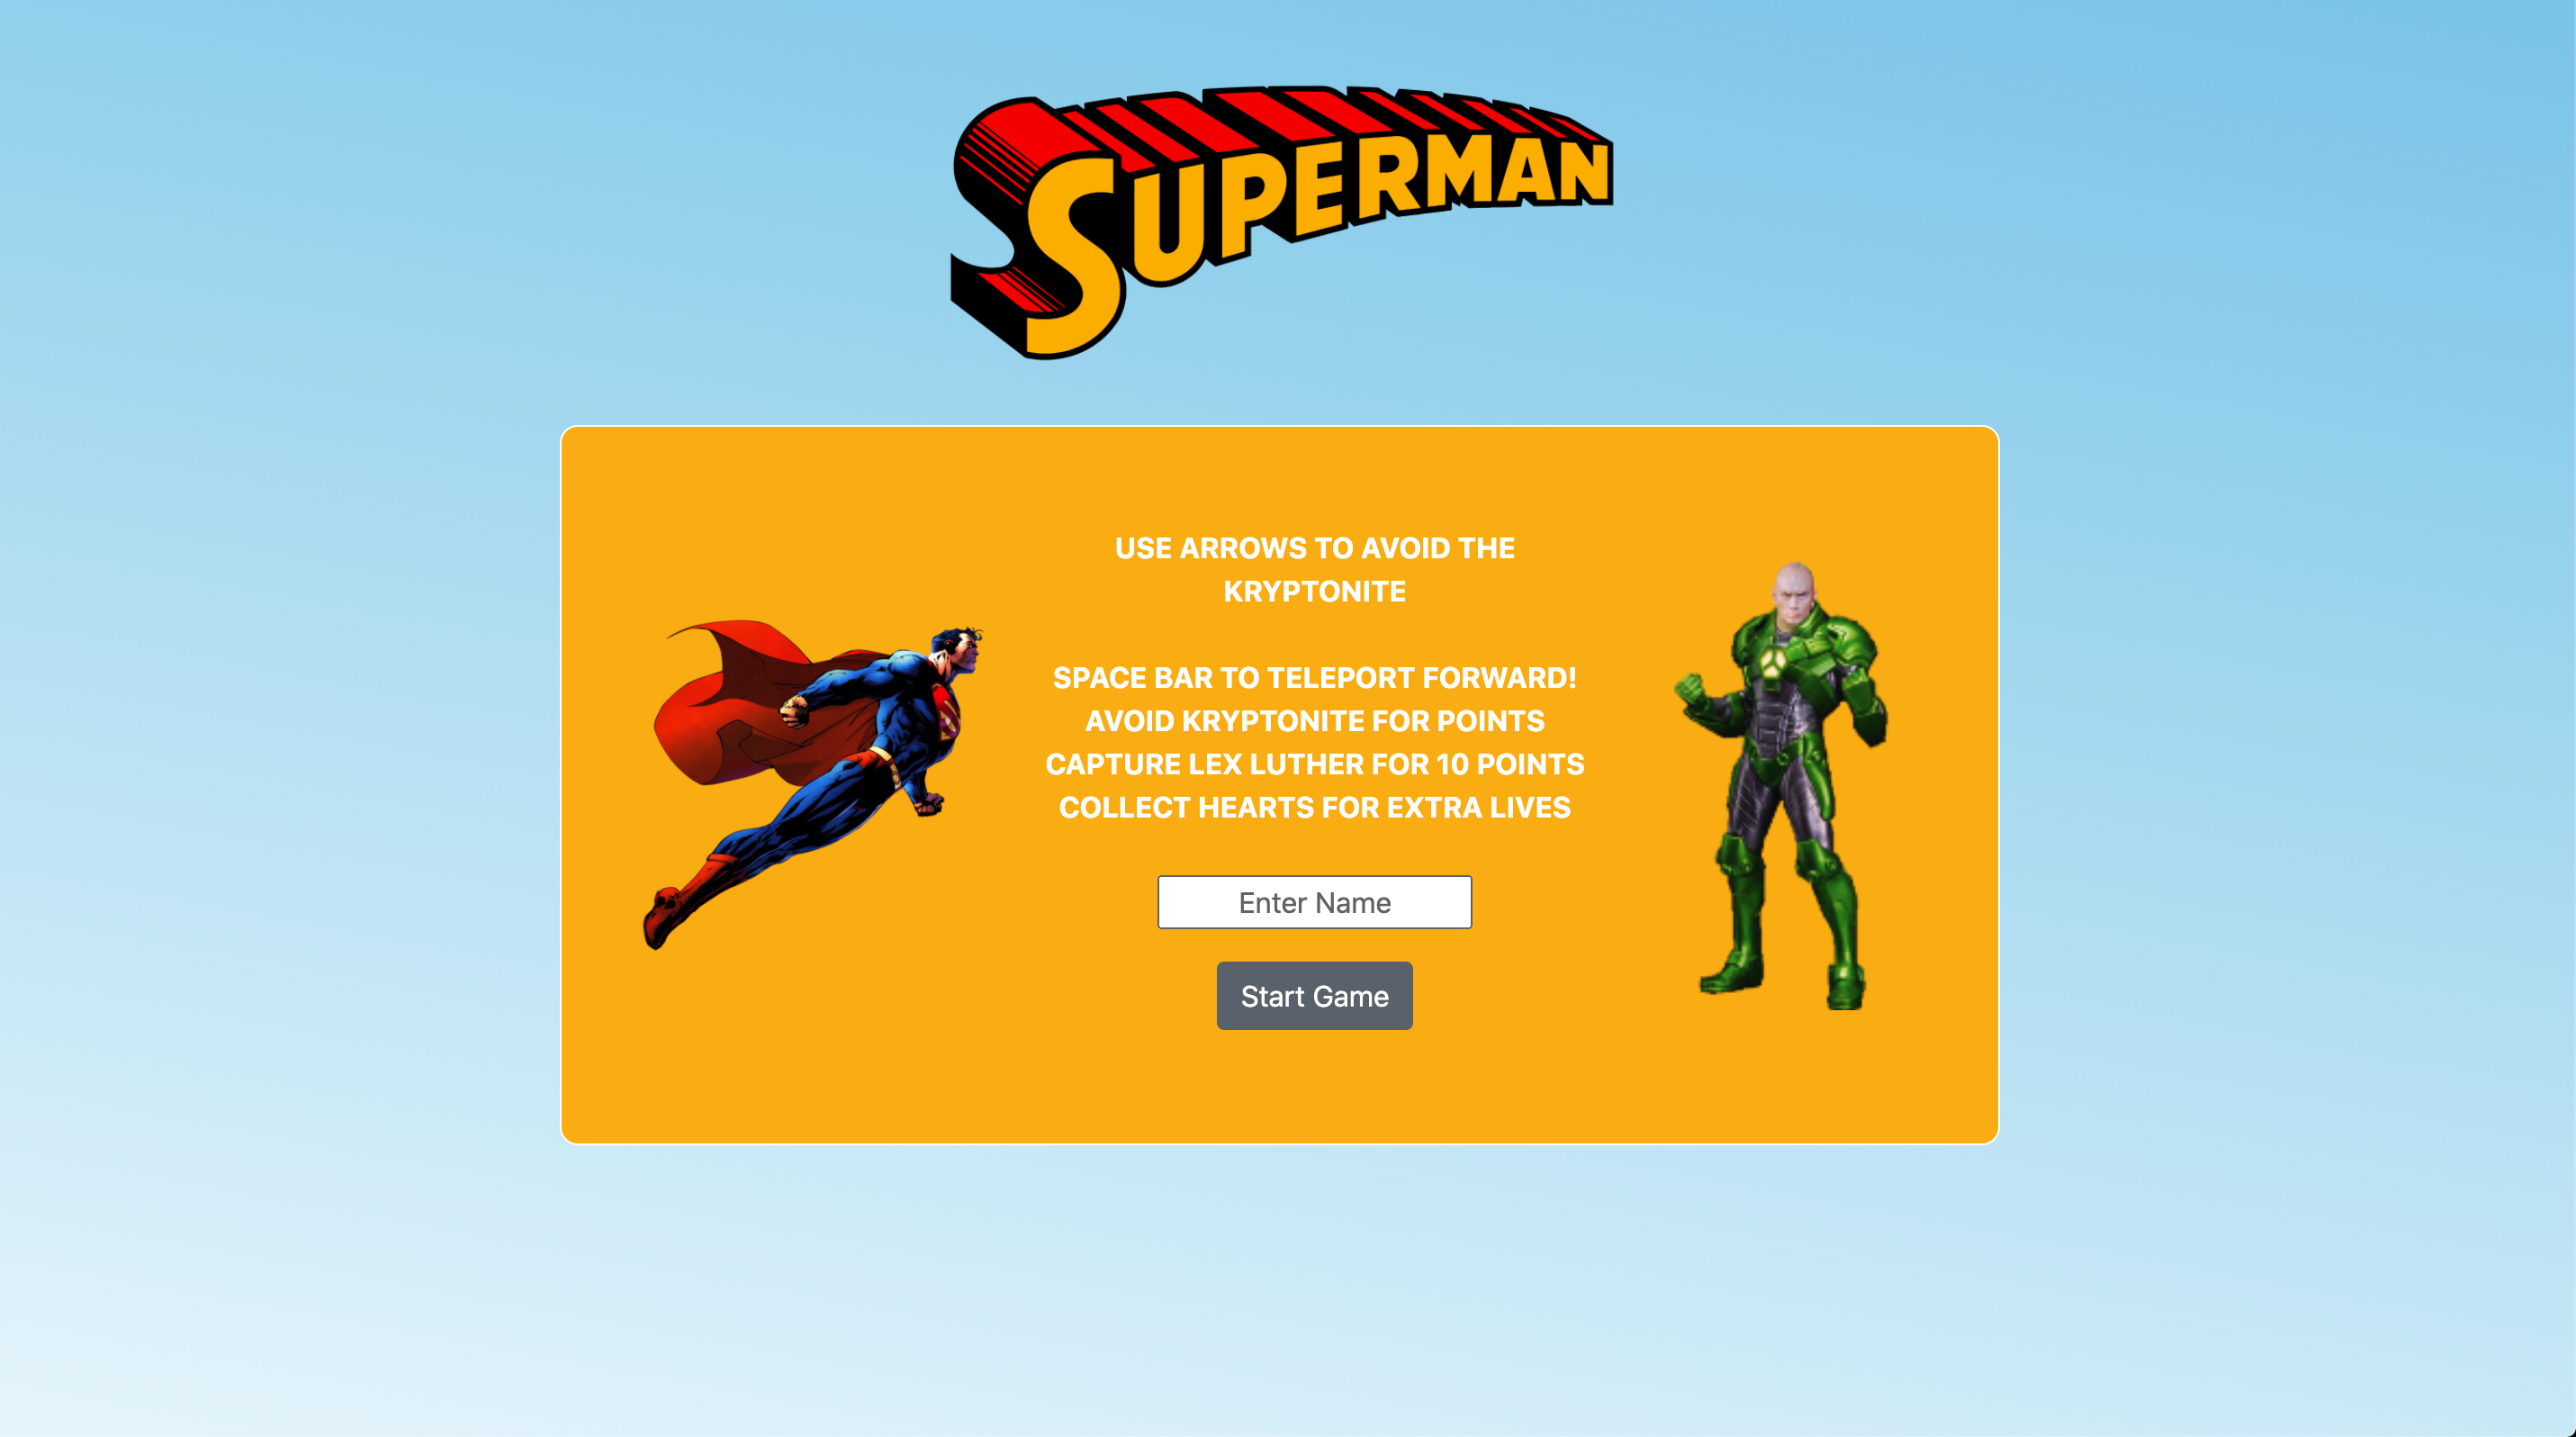 SUPERMAN
USE ARROWS TO AVOID THE
KRYPTONITE
SPACE BAR TO TELEPORT FORWARD!
AVOID KRYPTONITE FOR POINTS
CAPTURE LEX LUTHER FOR 10 POINTS
COLLECT HEARTS FOR EXTRA LIVES
Enter Name
Start Game